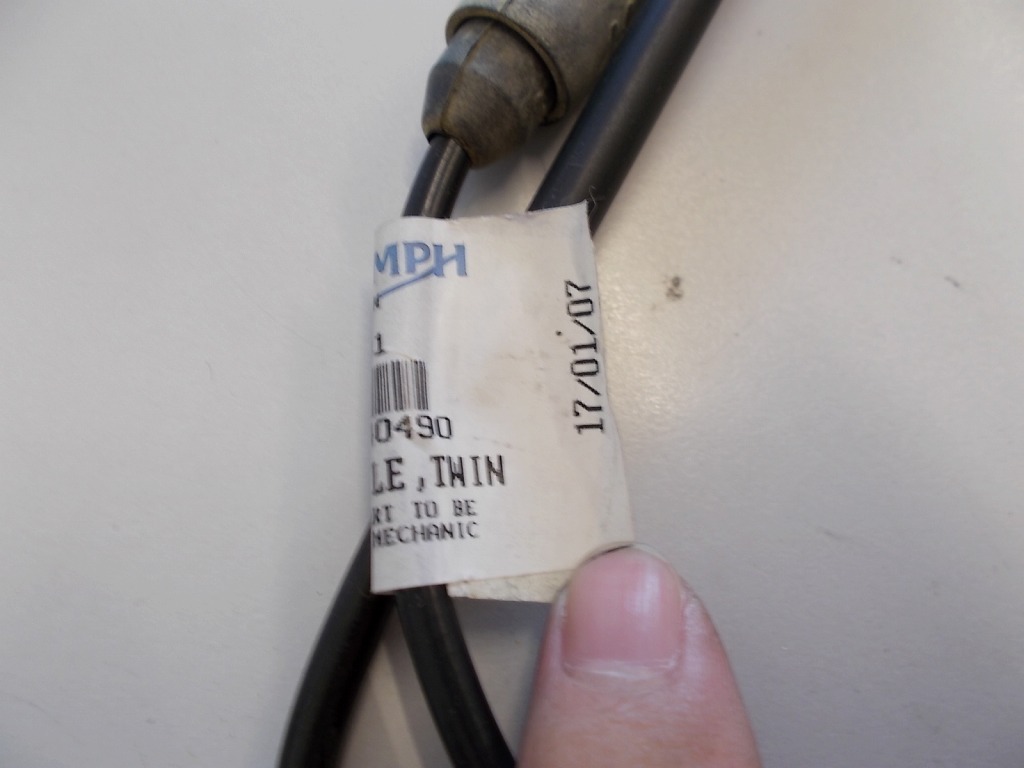 MPH
1
0490
LE,TWIN
RT TO BE
MECHANIC
17/01/07